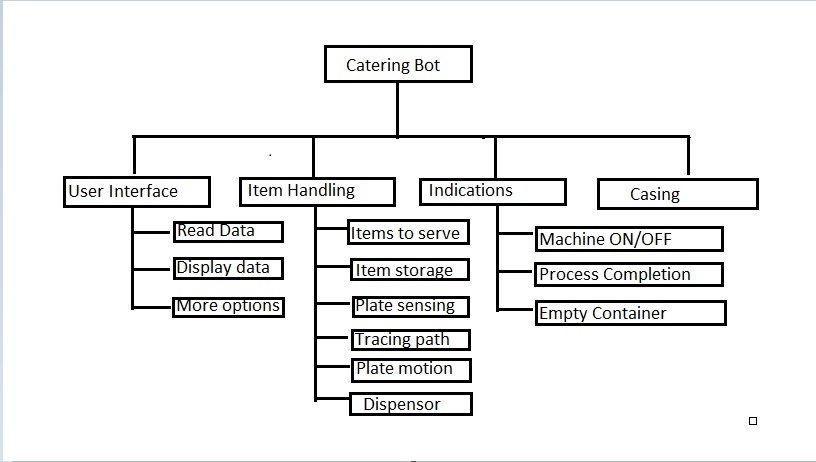 Catering Bot
User Interface
Item Handling
Indications
Casing
Read Data
Display data
More options
Items to serve
Item storage
Plate sensing
Tracing path
Plate motion
Dispensor
Machine ON/OFF
Process Completion
Empty Container